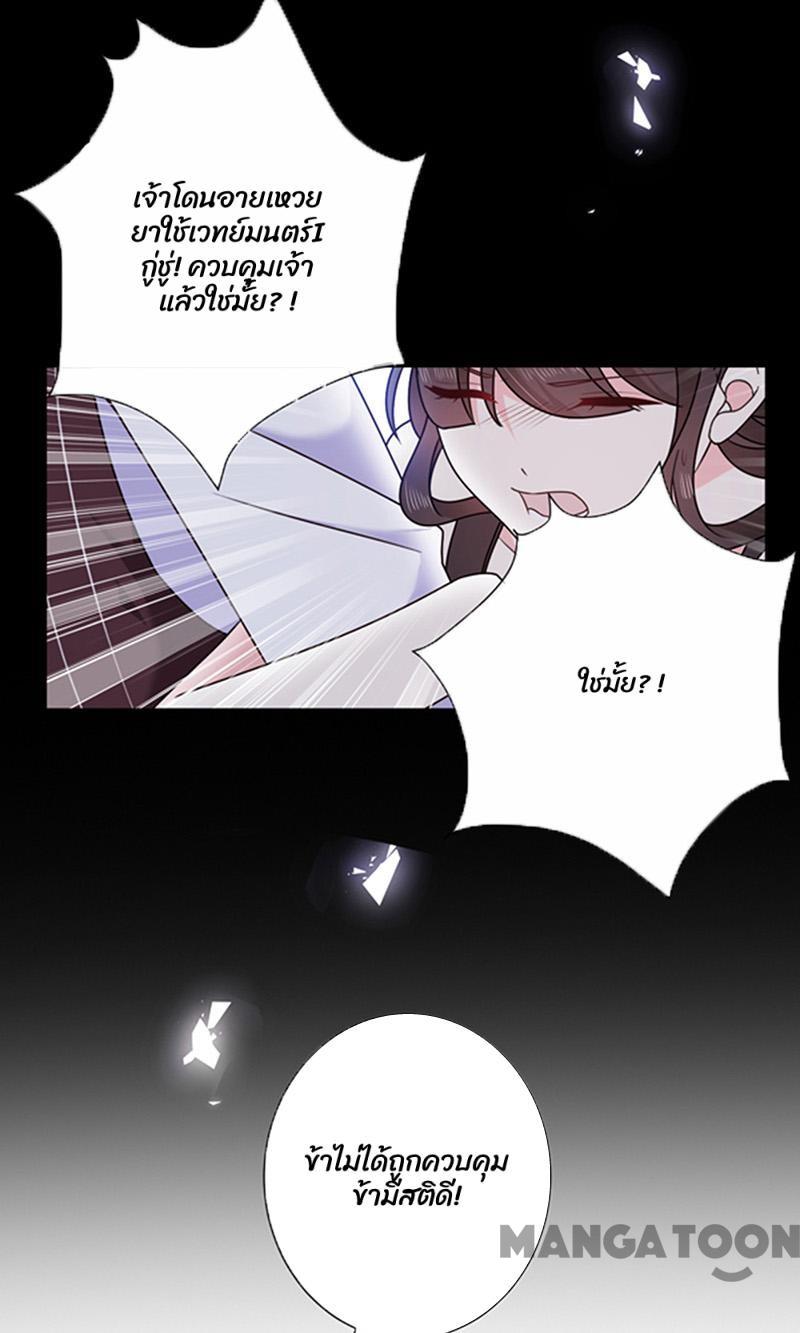 เจ้าโดนอายเหวย
ยาใช้เวทย์มนตร์I
กู่ชู่! ควบคุมเจ้า
แล้วใช่มั้ย? !
ใช่มั้ย? !
ข้าไม่ได้ถูกควบคุม
ข้ามีสติดี!
MANGATOON